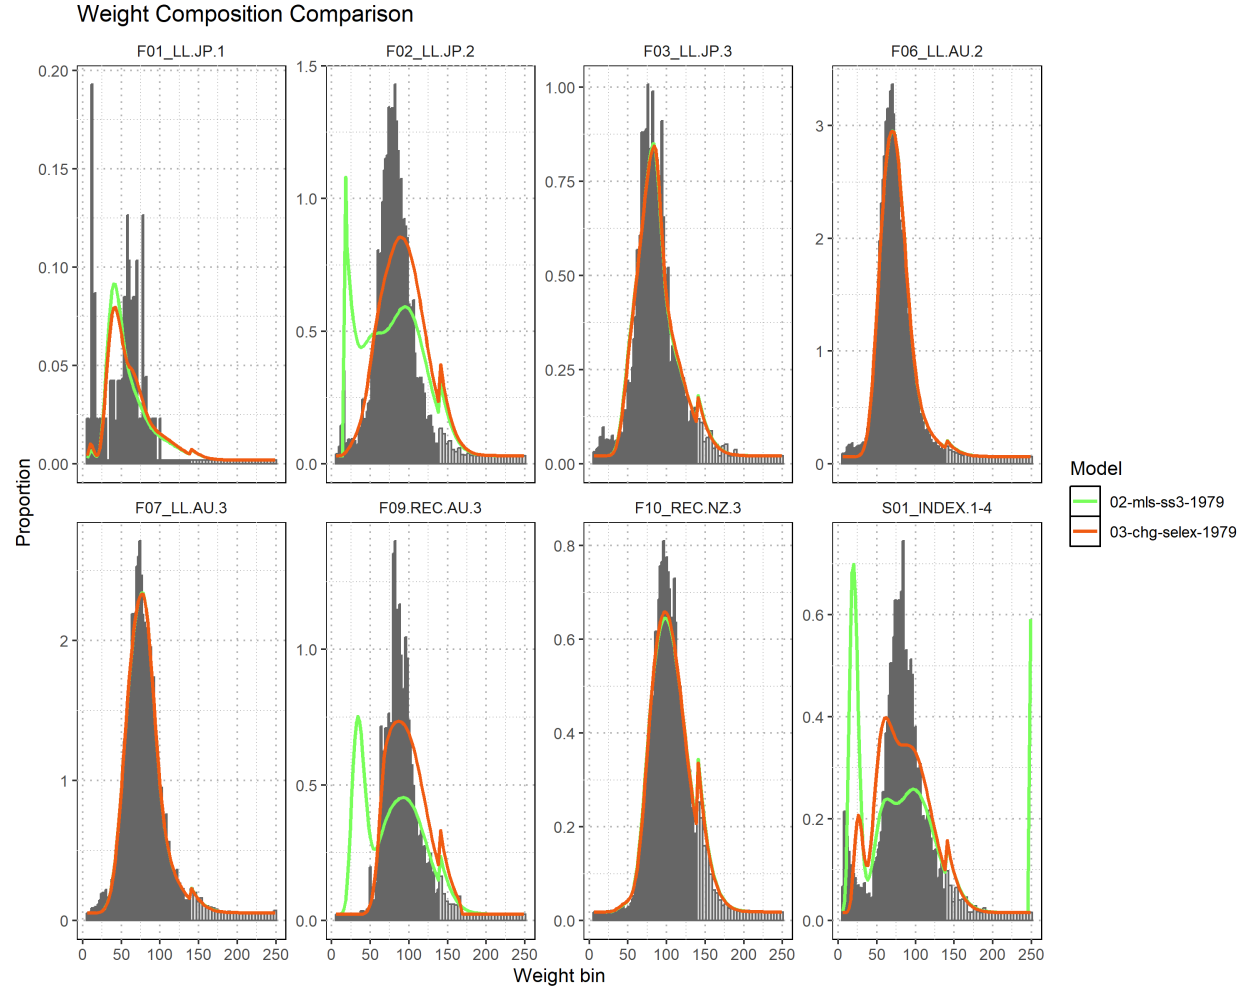 Weight Composition Comparison
F01_LL.JP.1 F02_LL.JP.2 F03_LL.JP.3 F06_LL.AU.2
0.20 1.5 1.00 3
0.15 1.0 0.75 2
0.10 0.5 0.50 1
0.05 0.0 0.25 0
0.00 0.00
F07_LL.AU.3 F09.REC.AU.3 F10_REC.NZ.3 S01_INDEX.1-4
2 1.0 0.8 0.6
1 0.5 0.6 0.4
0 0.0 0.4 0.2
0.2 0.0
0.0
0 50 100 150 200 250 0 50 100 150 200 250 0 50 100 150 200 250 0 50 100 150 200 250
Weight bin
Proportion
Model
02-mls-ss3-1979
03-chg-selex-1979